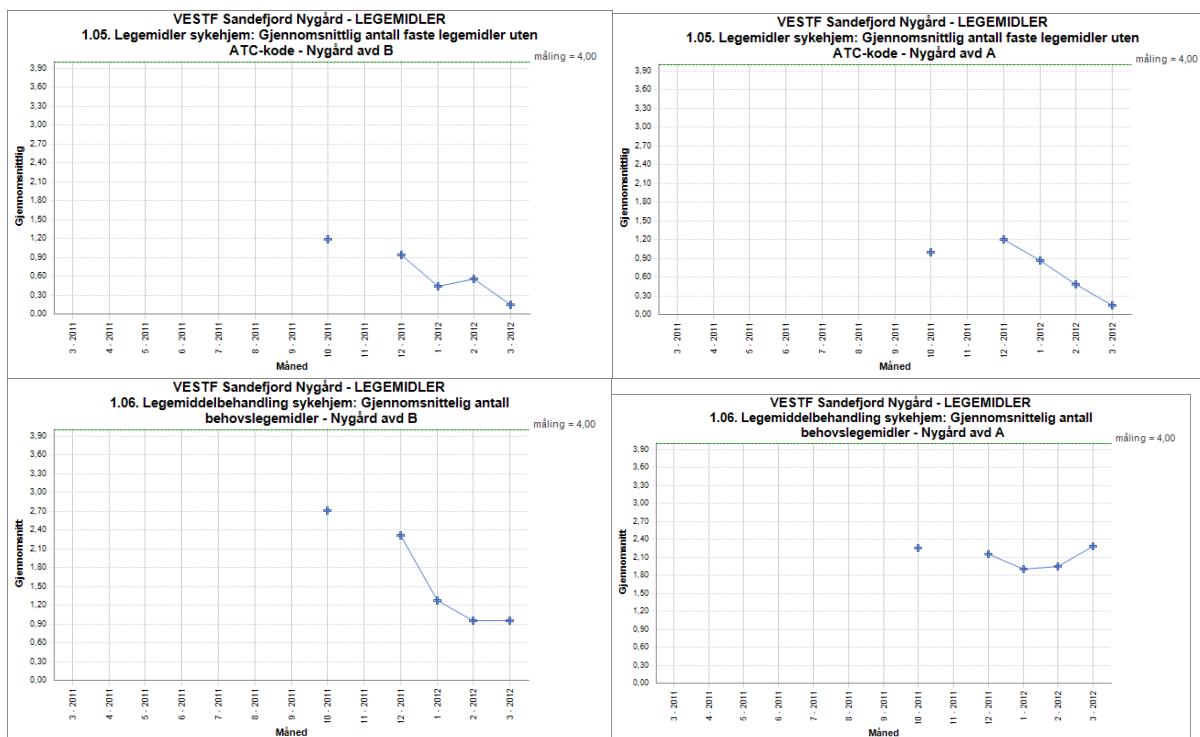 VESTF Sandefjord Nygård - LEGEMIDLER
1.05. Legemidler sykehjem: Gjennomsnittlig antall faste legemidler uten
ATC-kode - Nygård avd B
måling = 4,00
3,90
3,60
3,30
3,00
2,70
2,40
2,10
1,80
1,50
1,20
0,90
0,60
0,30
0,00
Gjennomsnittlig
3 - 2011
4 - 2011
5 - 2011
6 - 2011
7 - 2011
8 - 2011
9 - 2011
10 - 2011
11 - 2011
12 - 2011
1 - 2012
2 - 2012
3 - 2012
Måned
VESTF Sandefjord Nygård - LEGEMIDLER
1.05. Legemidler sykehjem: Gjennomsnittlig antall faste legemidler uten
ATC-kode - Nygård avd A
måling = 4,00
3,90
3,60
3,30
3,00
2,70
2,40
2,10
1,80
1,50
1,20
0,90
0,60
0,30
0,00
Gjennomsnittlig
3 - 2011
4 - 2011
5 - 2011
6 - 2011
7 - 2011
8 - 2011
9 - 2011
10 - 2011
11 - 2011
12 - 2011
1 - 2012
2 - 2012
3 - 2012
Måned
VESTF Sandefjord Nygård - LEGEMIDLER
1.06. Legemiddelbehandling sykehjem: Gjennomsnittelig antall
behovslegemidler - Nygård avd B
måling = 4,00
3,90
3,60
3,30
3,00
2,70
2,40
2,10
1,80
1,50
1,20
0,90
0,60
0,30
0,00
Gjennomsnitt
3 - 2011
4 - 2011
5 - 2011
6 - 2011
7 - 2011
8 - 2011
9 - 2011
10 - 2011
11 - 2011
12 - 2011
1 - 2012
2 - 2012
3 - 2012
Måned
VESTF Sandefjord Nygård - LEGEMIDLER
1.06. Legemiddelbehandling sykehjem: Gjennomsnittelig antall
behovslegemidler - Nygård avd A
måling = 4,00
3,90
3,60
3,30
3,00
2,70
2,40
2,10
1,80
1,50
1,20
0,90
0,60
0,30
0,00
Gjennomsnitt
3 - 2011
4 - 2011
5 - 2011
6 - 2011
7 - 2011
8 - 2011
9 - 2011
10 - 2011
11 - 2011
12 - 2011
1 - 2012
2 - 2012
3 - 2012
Måned